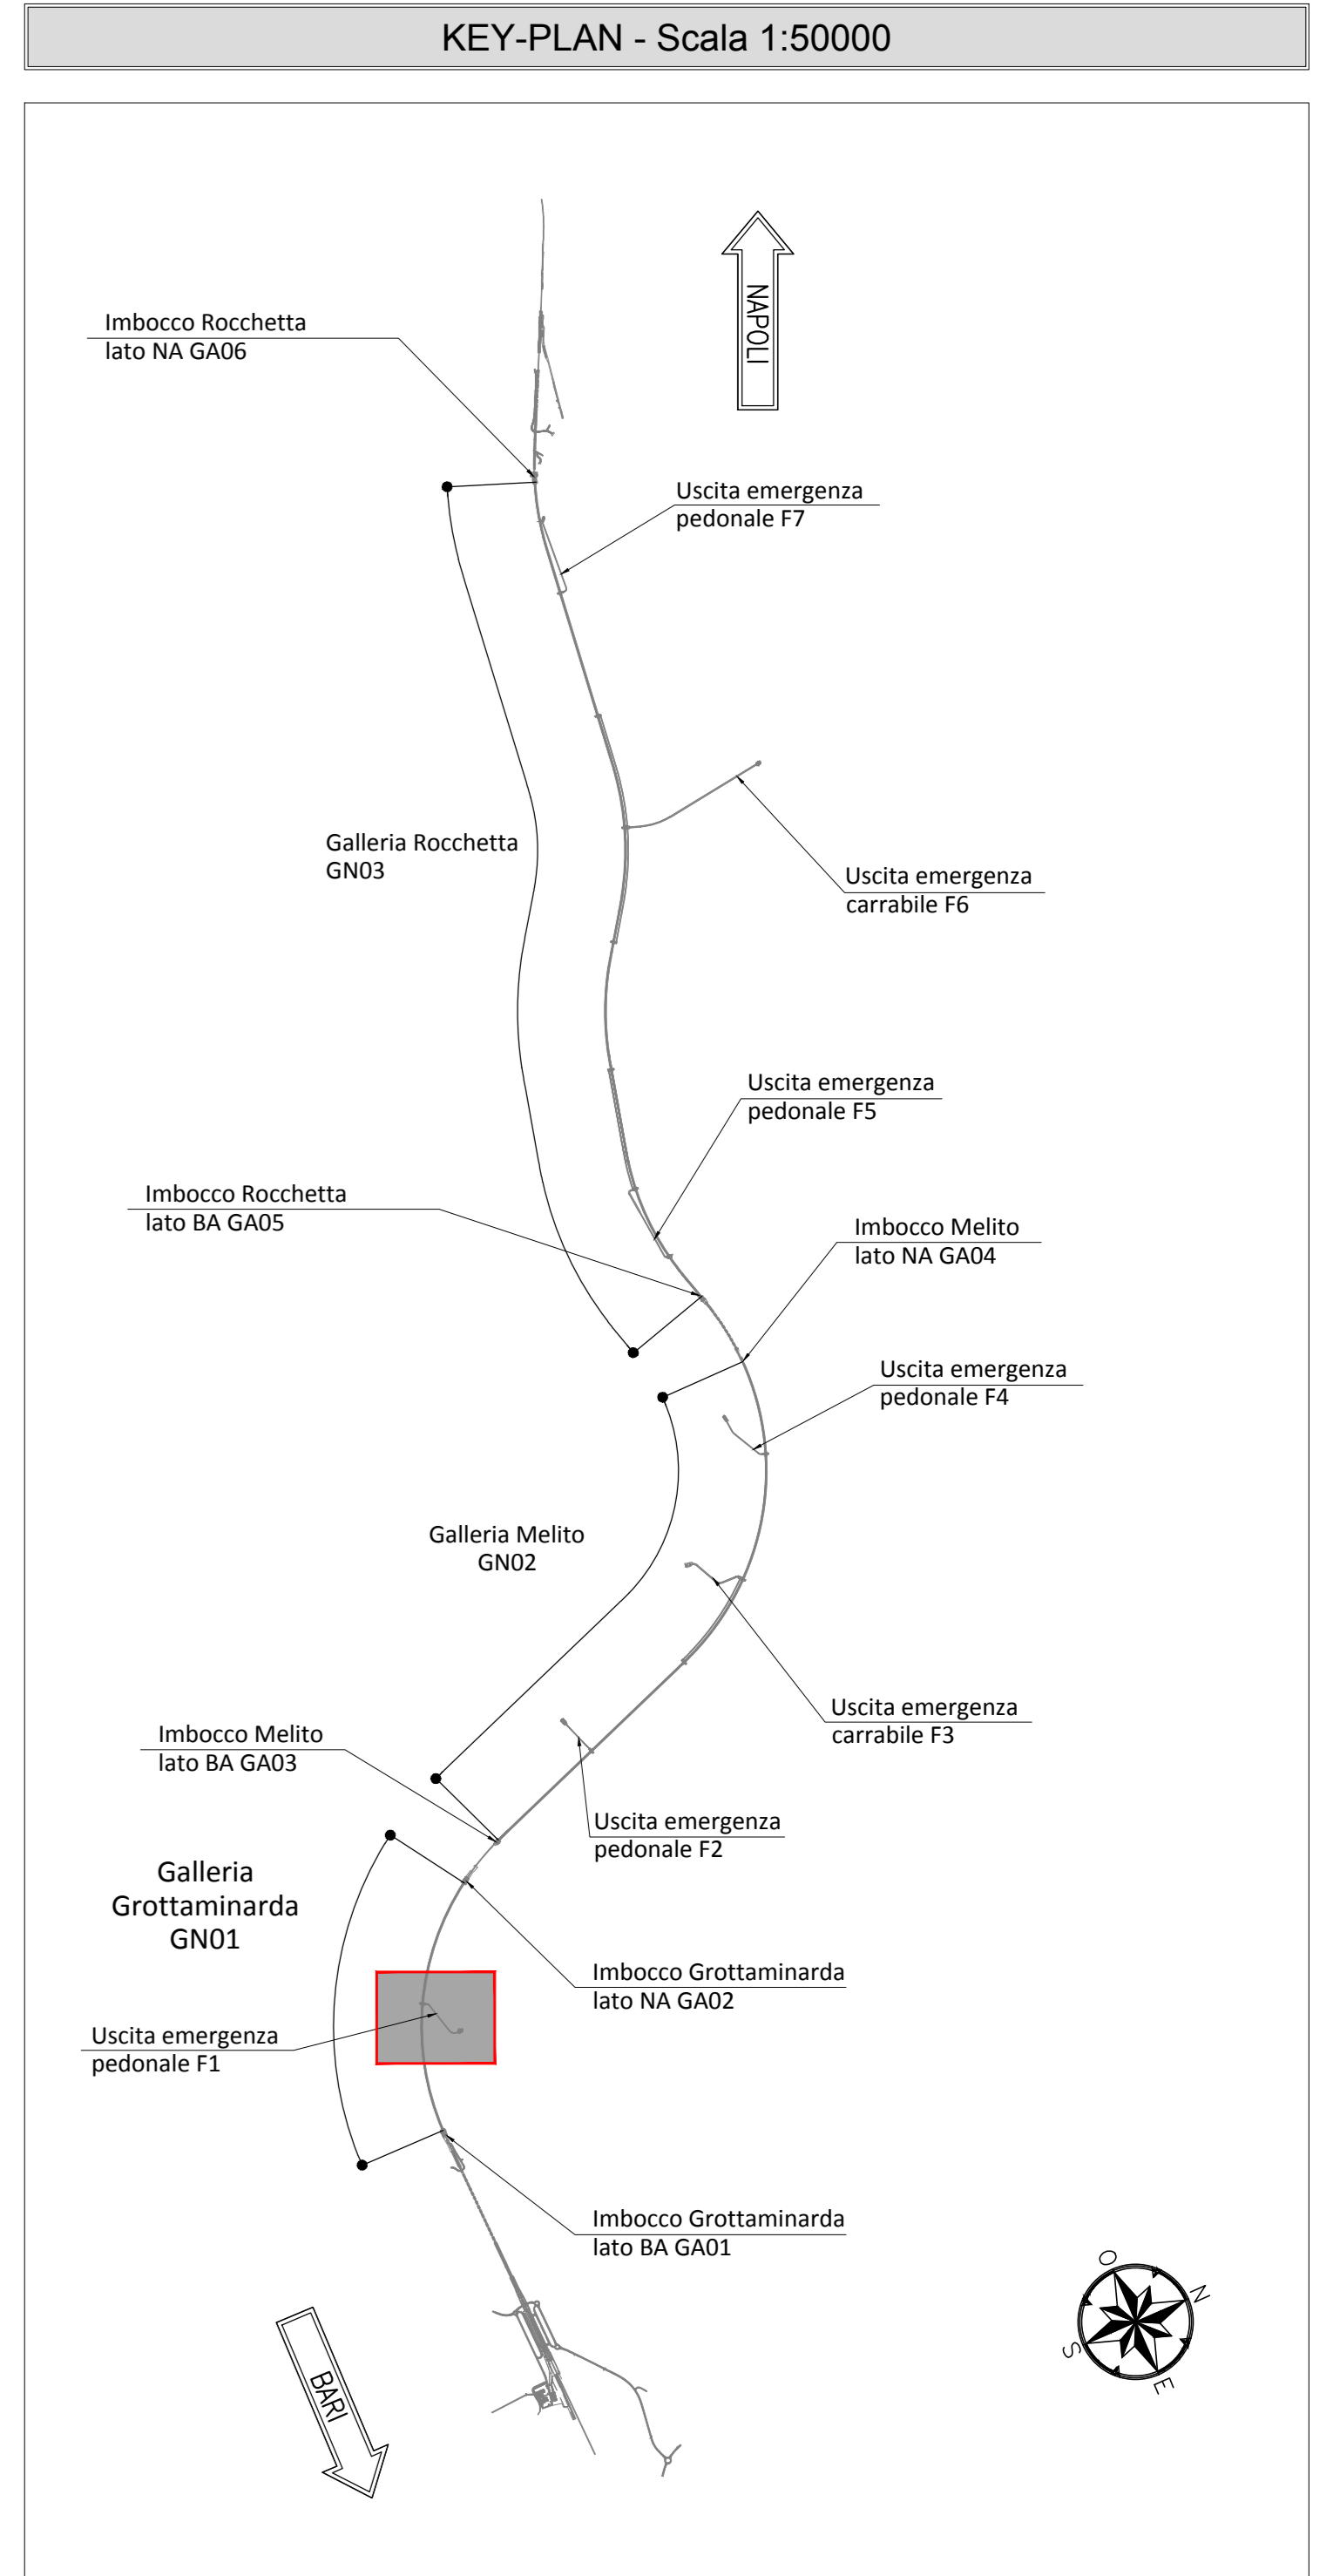 KEY-PLAN - Scala 1:50000
NAPOLI
Imbocco Rocchetta
lato NA GA06
Uscita emergenza
pedonale F7
Galleria Rocchetta
GN03
Uscita emergenza
carrabile F6
Uscita emergenza
pedonale F5
Imbocco Rocchetta
lato BA GA05
Imbocco Melito
lato NA GA04
Uscita emergenza
pedonale F4
Galleria Melito
GN02
Uscita emergenza
carrabile F3
Imbocco Melito
lato BA GA03
Uscita emergenza
pedonale F2
Galleria
Grottaminarda
GN01
Imbocco Grottaminarda
lato NA GA02
Uscita emergenza
pedonale F1
Imbocco Grottaminarda
lato BA GA01
BARI
O
N
S
E